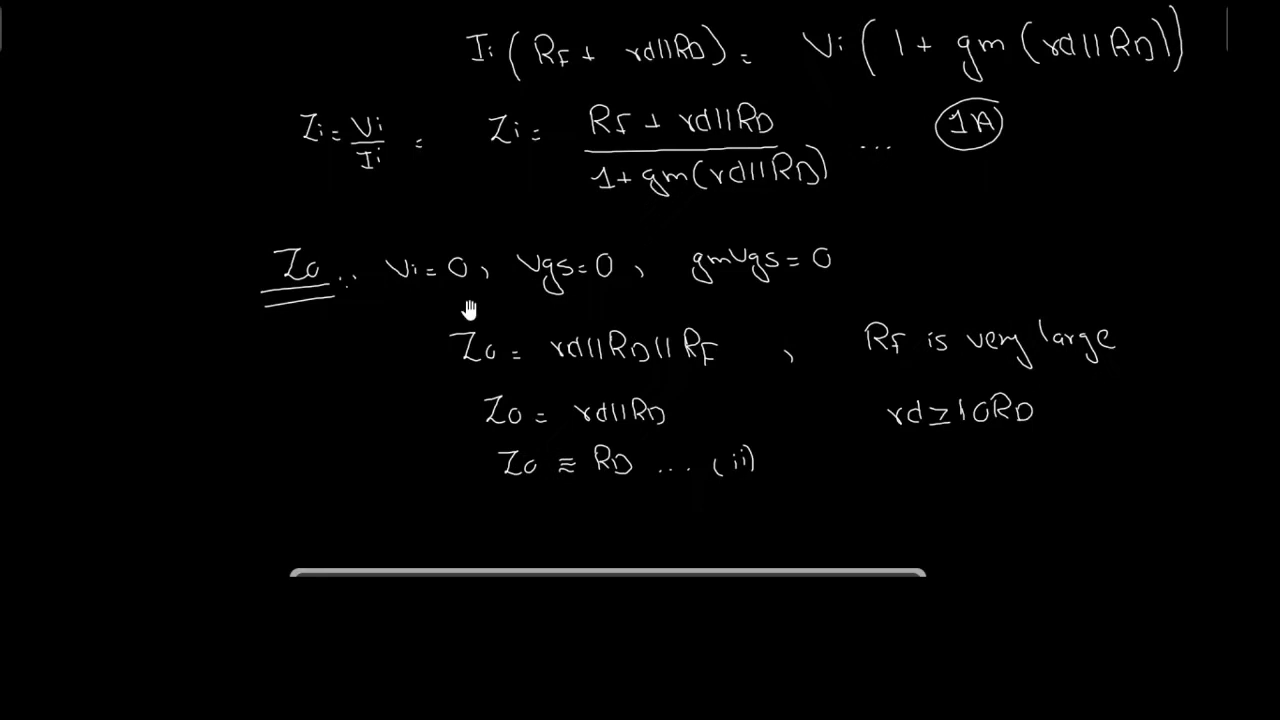 Ii (RF + rd||RD) = Vi (1 + gm (rd||RD))
Zi = Vi/Ii = Zi = (RF + rd||RD)/(1 + gm(rd||RD)) ... 1A
Zo :. Vi = 0, Vgs = 0, gmVgs = 0
Zo = rd||RD||RF , RF is very large
Zo = rd||RD rd ≥ 10RD
Zo ≅ RD ... (ii)